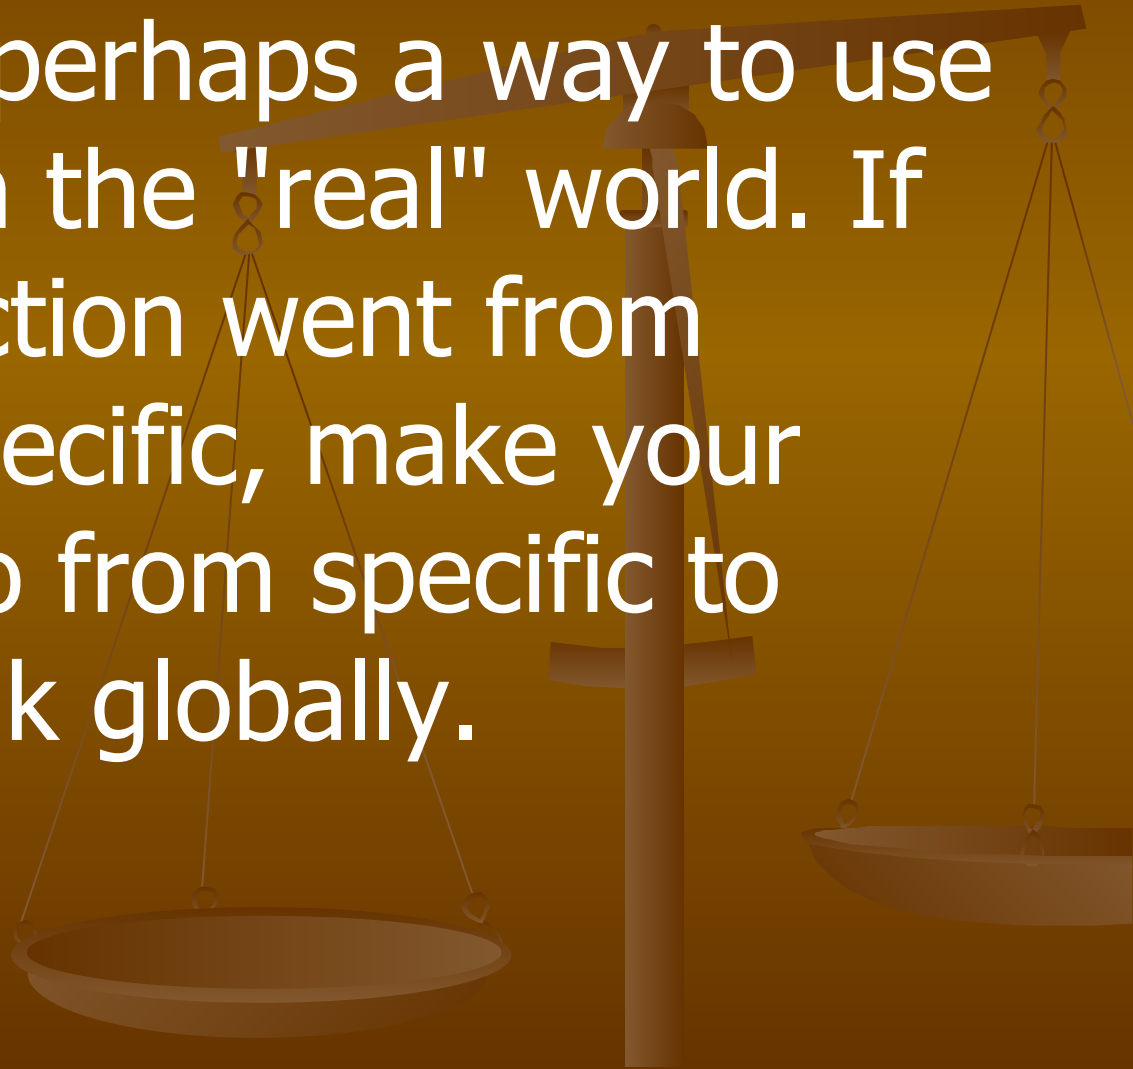 perhaps a way to use
the "real" world. If
ction went from
ecific, make your
from specific to
k globally.